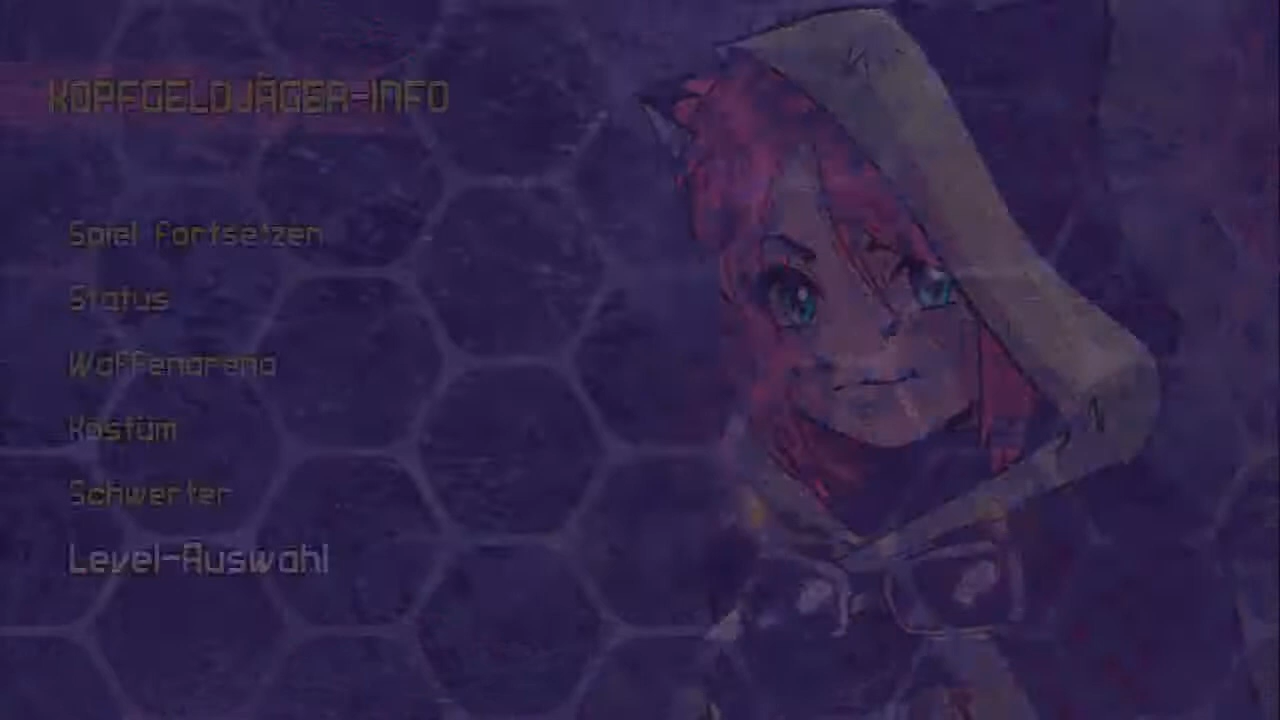 KOPFGELDJÄGER-INFO
Spiel fortsetzen
Status
Waffenarena
Kostüm
Schwerter
Level-Auswahl